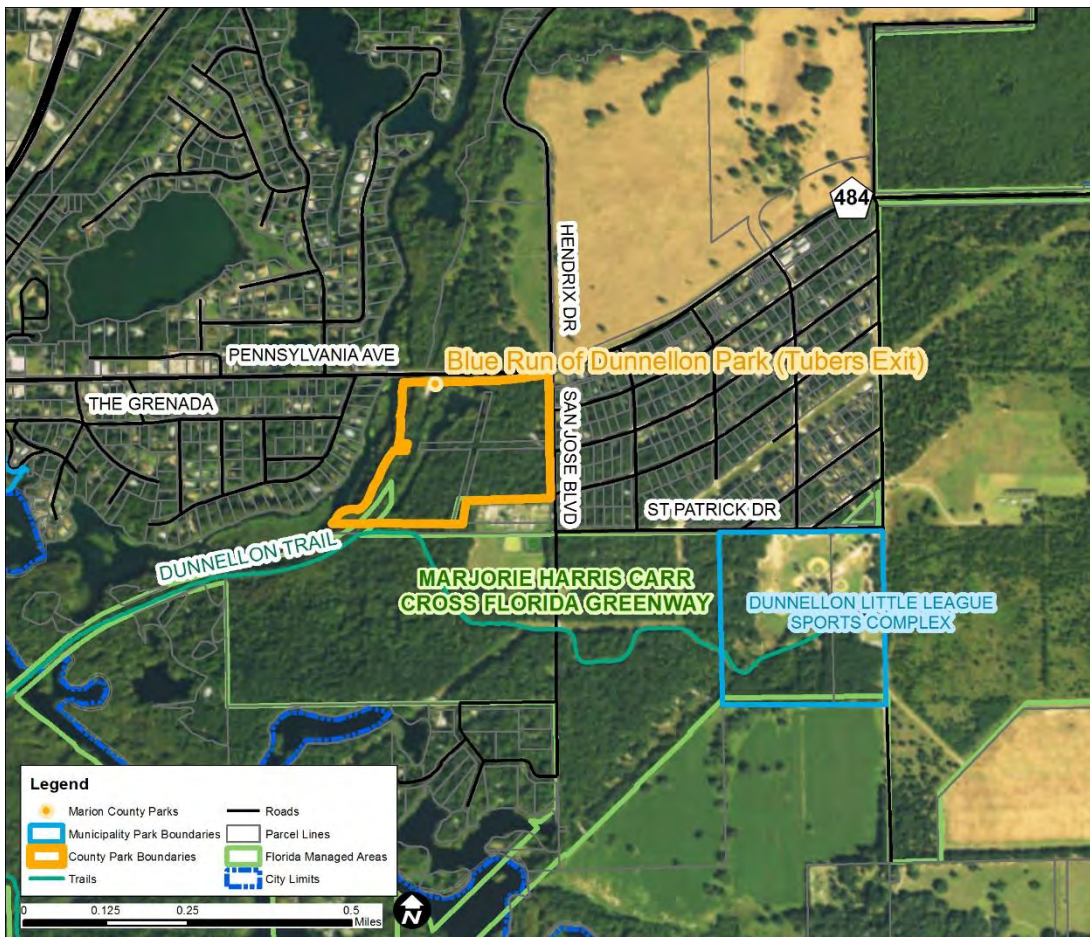 484
HENDRIX DR
PENNSYLVANIA AVE
Blue Run of Dunnellon Park (Tubers Exit)
THE GRENADA
SAN JOSE BLVD
ST PATRICK DR
DUNNELLON TRAIL
MARJORIE HARRIS CARR
CROSS FLORIDA GREENWAY
DUNNELLON LITTLE LEAGUE
SPORTS COMPLEX
Legend
Marion County Parks
Municipality Park Boundaries
County Park Boundaries
Trails
Roads
Parcel Lines
Florida Managed Areas
City Limits
0 0.125 0.25 0.5
Miles
N